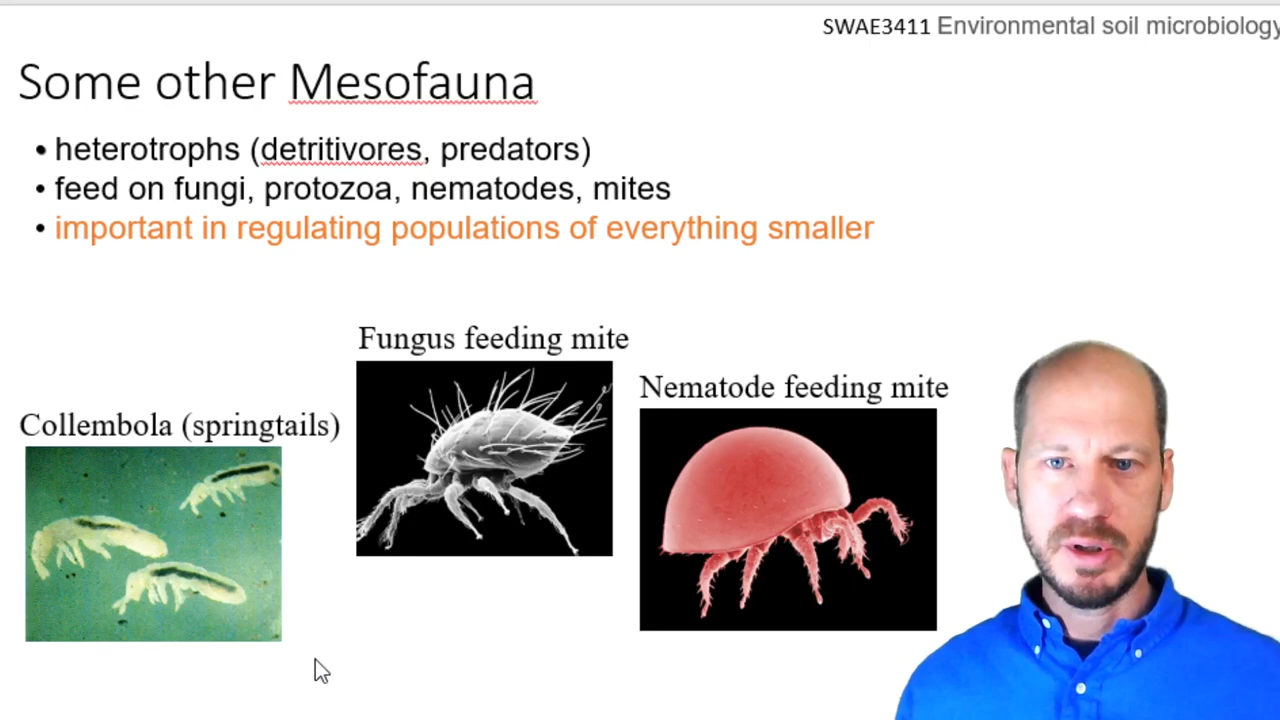 SWAE3411 Environmental soil microbiology
Some other Mesofauna
• heterotrophs (detritivores, predators)
• feed on fungi, protozoa, nematodes, mites
• important in regulating populations of everything smaller
Fungus feeding mite
Nematode feeding mite
Collembola (springtails)